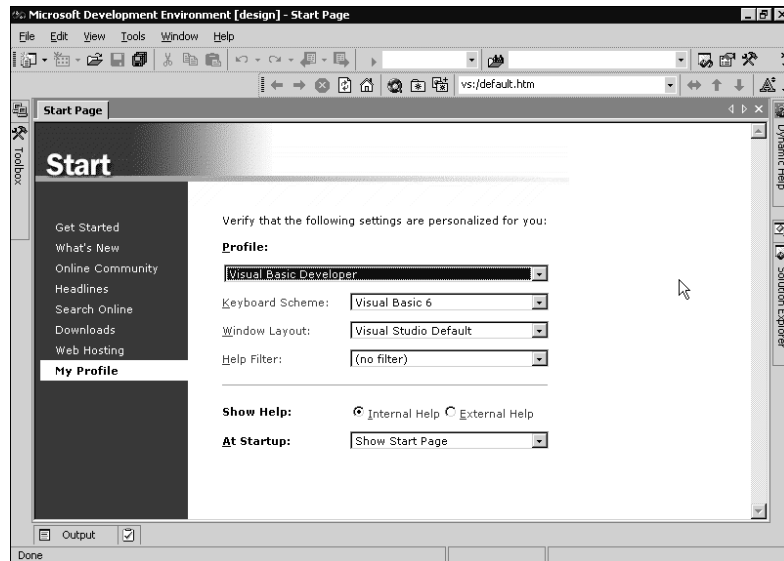 Microsoft Development Environment [design] - Start Page
File Edit View Tools Window Help
vs:/default.htm
Start Page
Toolbox
Dynamic Help
Solution Explorer
Start
Get Started
What's New
Online Community
Headlines
Search Online
Downloads
Web Hosting
My Profile
Verify that the following settings are personalized for you:
Profile:
Visual Basic Developer
Keyboard Scheme: Visual Basic 6
Window Layout: Visual Studio Default
Help Filter: (no filter)
Show Help: Internal Help External Help
At Startup: Show Start Page
Output
Done